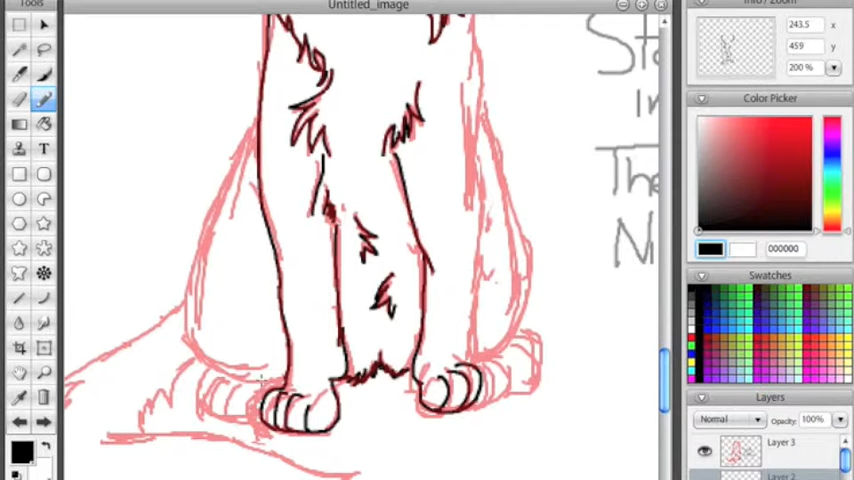 Tools
Untitled_image
Info / Zoom
243.5 x
459 y
200 %
Color Picker
000000
Swatches
Layers
Normal Opacity: 100%
Layer 3
Layer 2
T
The